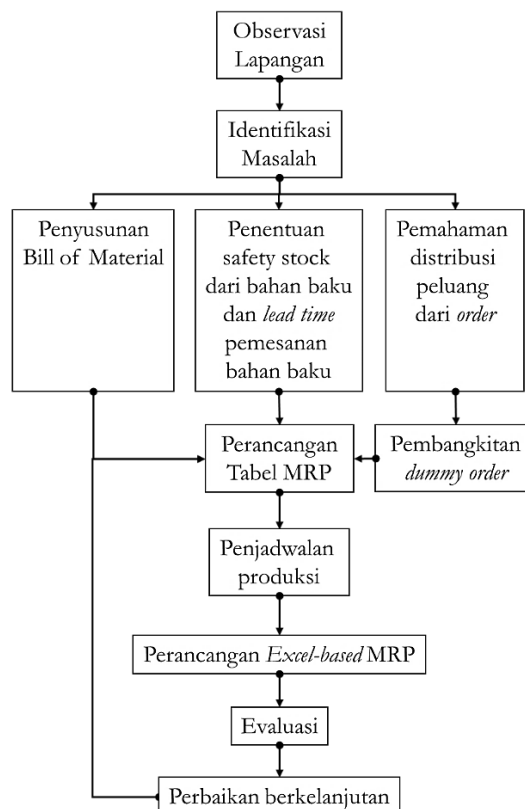 Observasi
Lapangan
Identifikasi
Masalah
Penyusunan
Bill of Material
Penentuan
safety stock
dari bahan baku
dan lead time
pemesanan
bahan baku
Pemahaman
distribusi
peluang
dari order
Perancangan
Tabel MRP
Pembangkitan
dummy order
Penjadwalan
produksi
Perancangan Excel-based MRP
Evaluasi
Perbaikan berkelanjutan